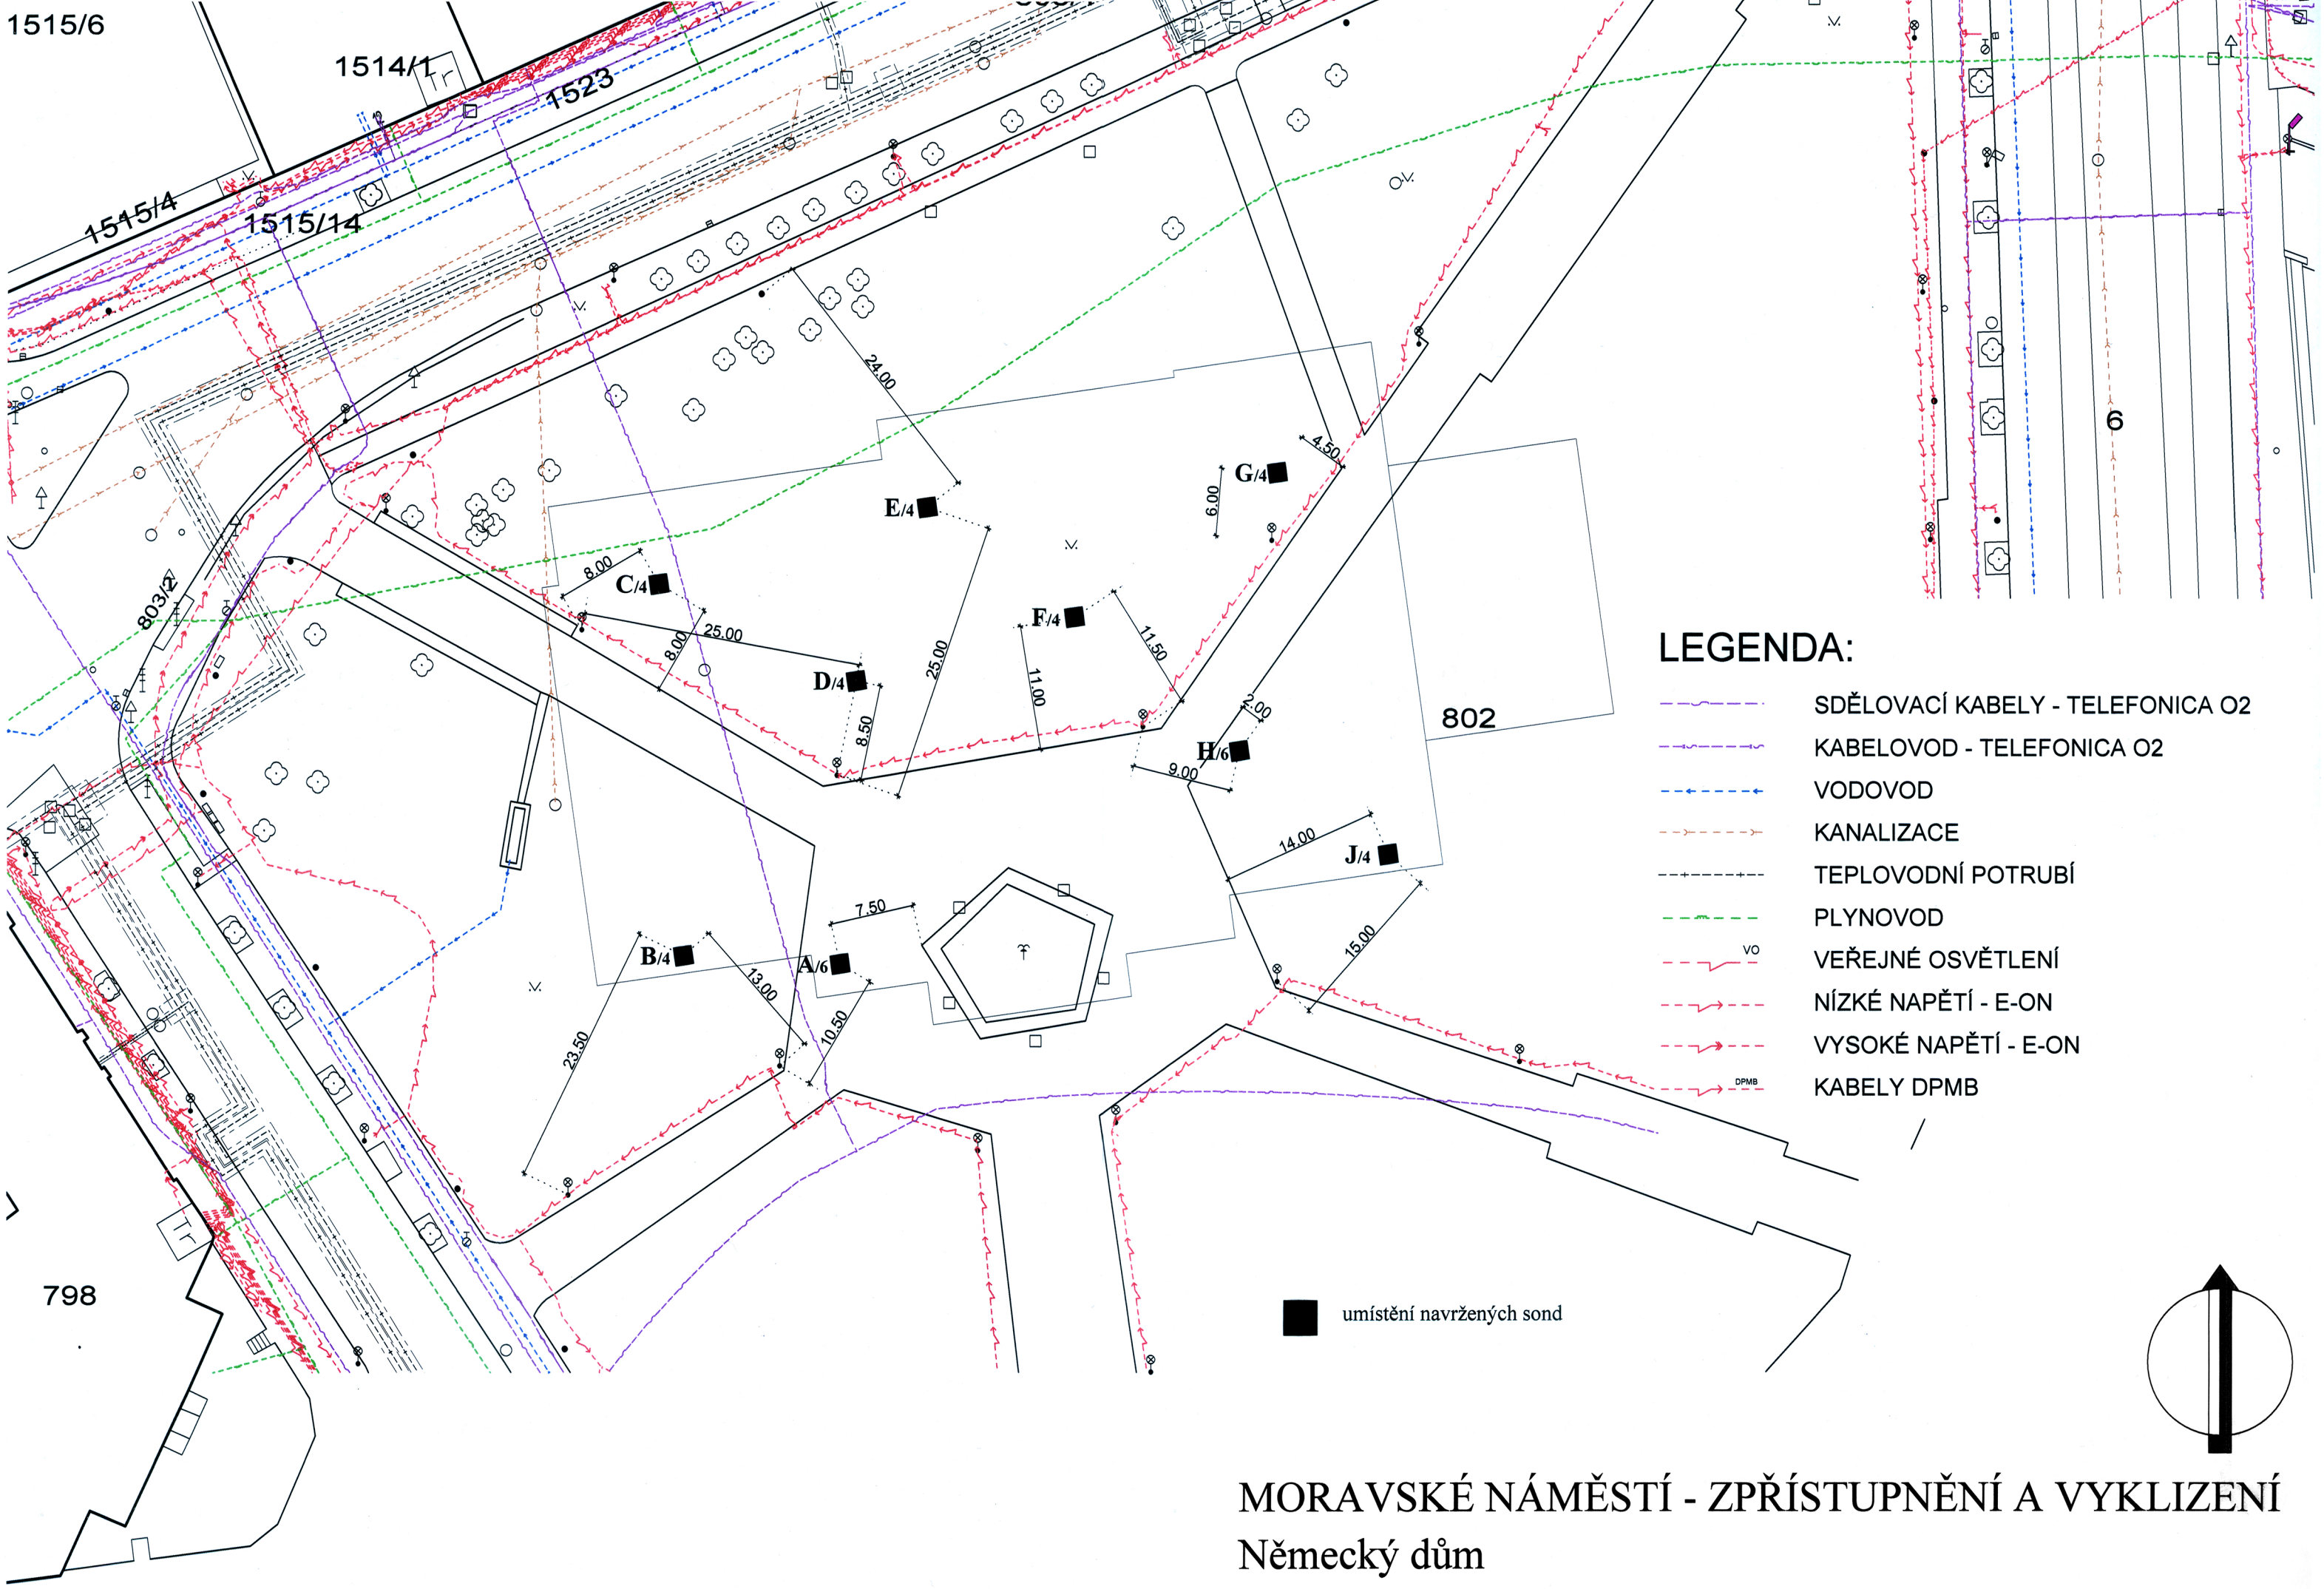 1515/6
1514/1
Tr
1523
1515/4
1515/14
803/2
24.00
4.50
G/4
6.00
E/4
8.00
C/4
25.00
8.00
F/4
11.50
11.00
25.00
D/4
8.50
2.00
H/6
9.00
802
14.00
J/4
15.00
7.50
B/4
A/6
13.00
10.50
23.50
6
Tr
798
LEGENDA:
SDĚLOVACÍ KABELY - TELEFONICA O2
KABELOVOD - TELEFONICA O2
VODOVOD
KANALIZACE
TEPLOVODNÍ POTRUBÍ
PLYNOVOD
VO
VEŘEJNÉ OSVĚTLENÍ
NÍZKÉ NAPĚTÍ - E-ON
VYSOKÉ NAPĚTÍ - E-ON
DPMB
KABELY DPMB
umístění navržených sond
MORAVSKÉ NÁMĚSTÍ - ZPŘÍSTUPNĚNÍ A VYKLIZENÍ
Německý dům